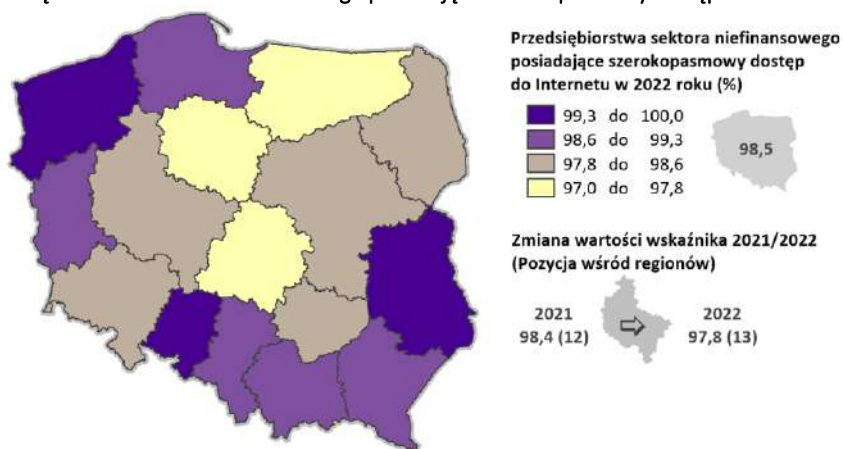 Przedsiębiorstwa sektora niefinansowego
posiadające szerokopasmowy dostęp
do Internetu w 2022 roku (%)
99,3 do 100,0
98,6 do 99,3
97,8 do 98,6
97,0 do 97,8
98,5
Zmiana wartości wskaźnika 2021/2022
(Pozycja wśród regionów)
2021 2022
98,4 (12) 97,8 (13)